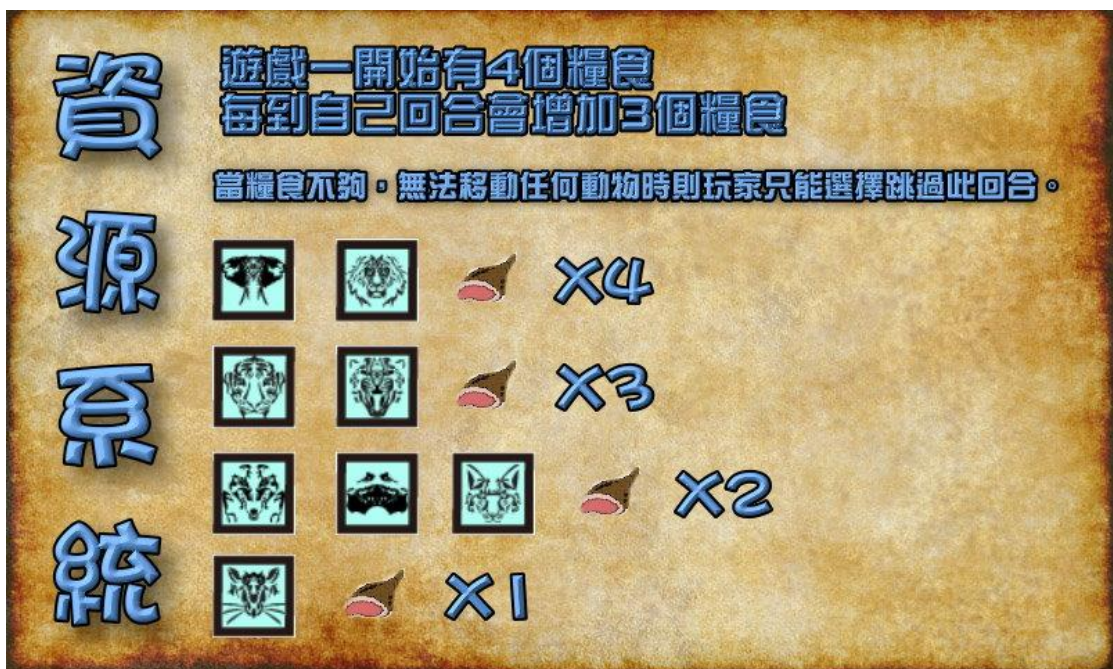 資源系統
遊戲一開始有4個糧食
每到自己回合會增加3個糧食
當糧食不夠，無法移動任何動物時則玩家只能選擇跳過此回合。
X4
X3
X2
X1